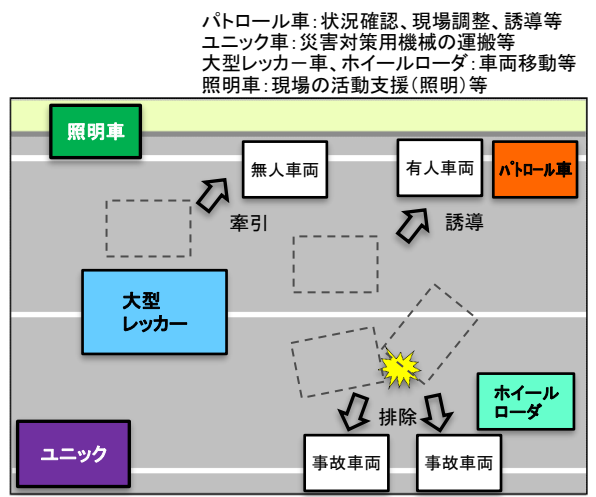 パトロール車：状況確認、現場調整、誘導等
ユニック車：災害対策用機械の運搬等
大型レッカー車、ホイールローダ：車両移動等
照明車：現場の活動支援（照明）等
照明車
無人車両
有人車両
ﾊﾟﾄﾛｰﾙ車
牽引
誘導
大型
レッカー
ホイール
ローダ
排除
ユニック
事故車両
事故車両